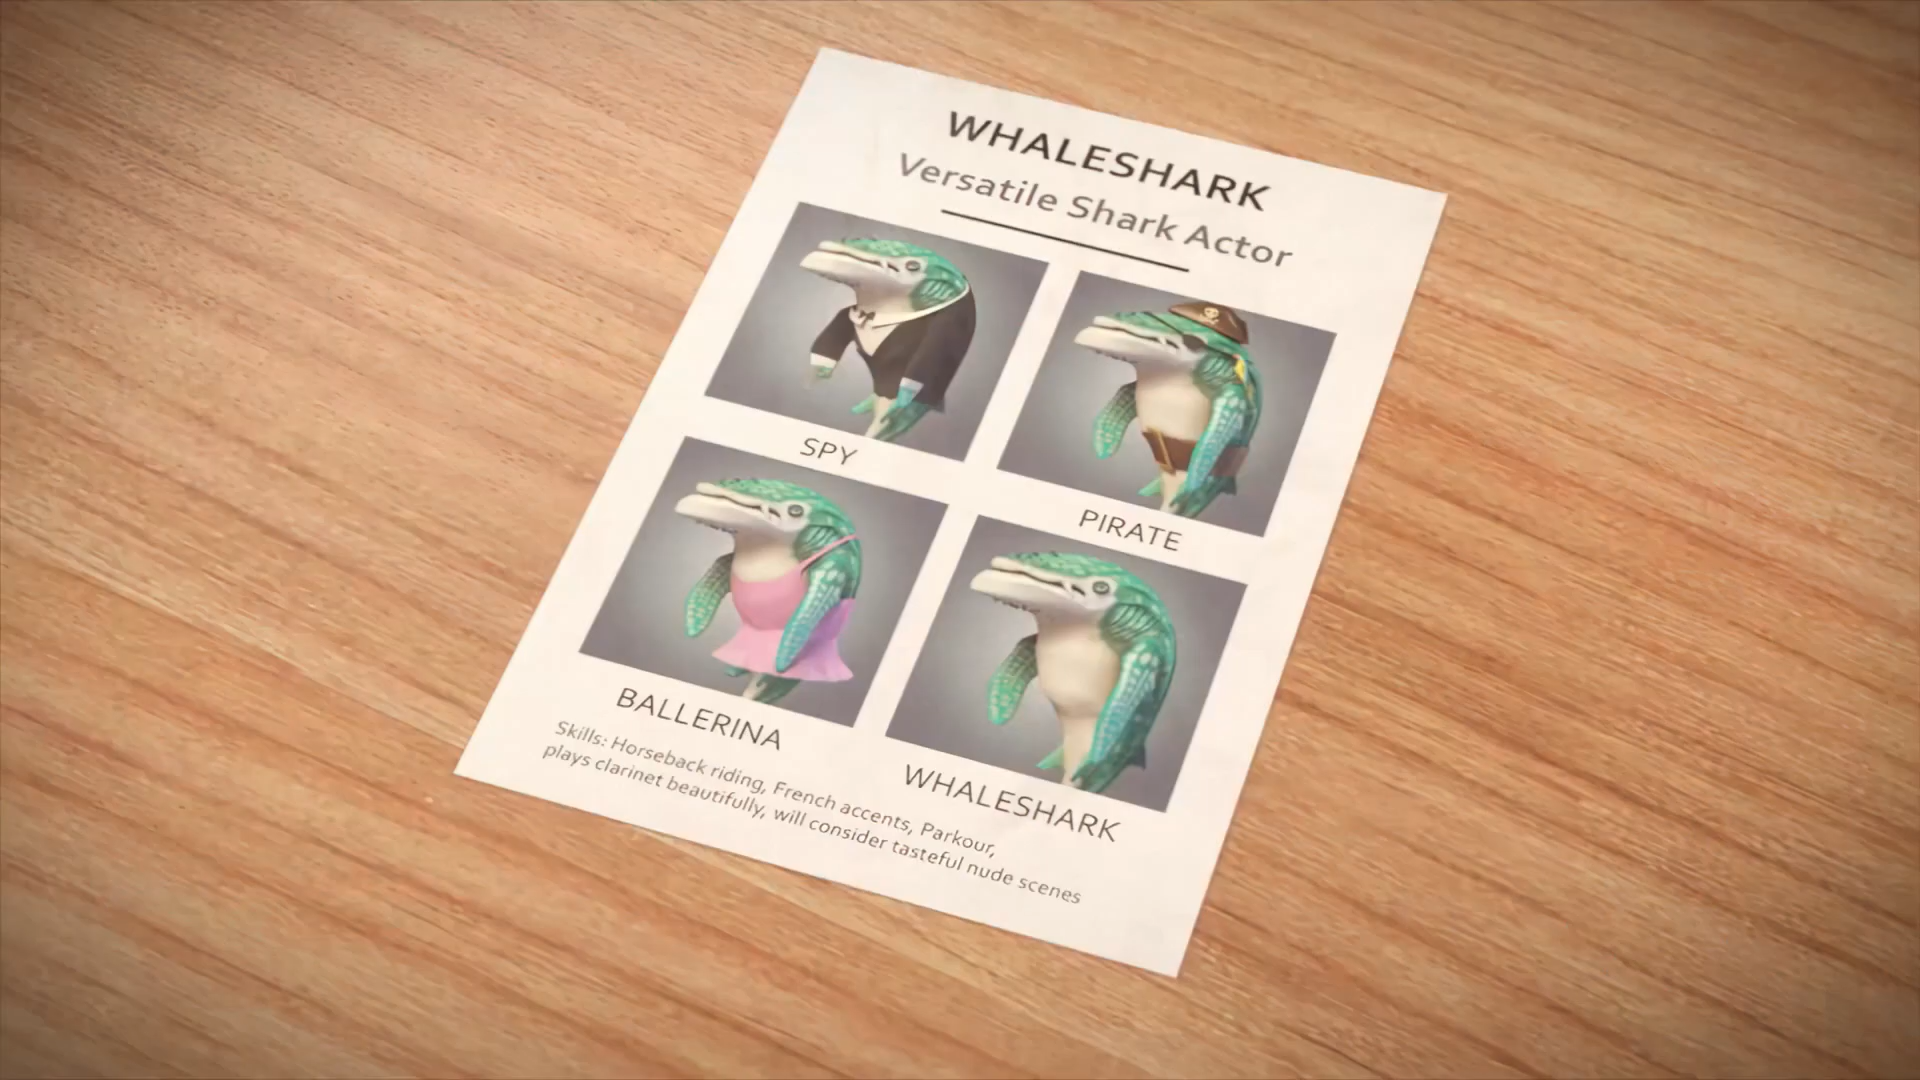 WHALESHARK
Versatile Shark Actor
SPY
PIRATE
BALLERINA
WHALESHARK
Skills: Horseback riding, French accents, Parkour,
plays clarinet beautifully, will consider tasteful nude scenes